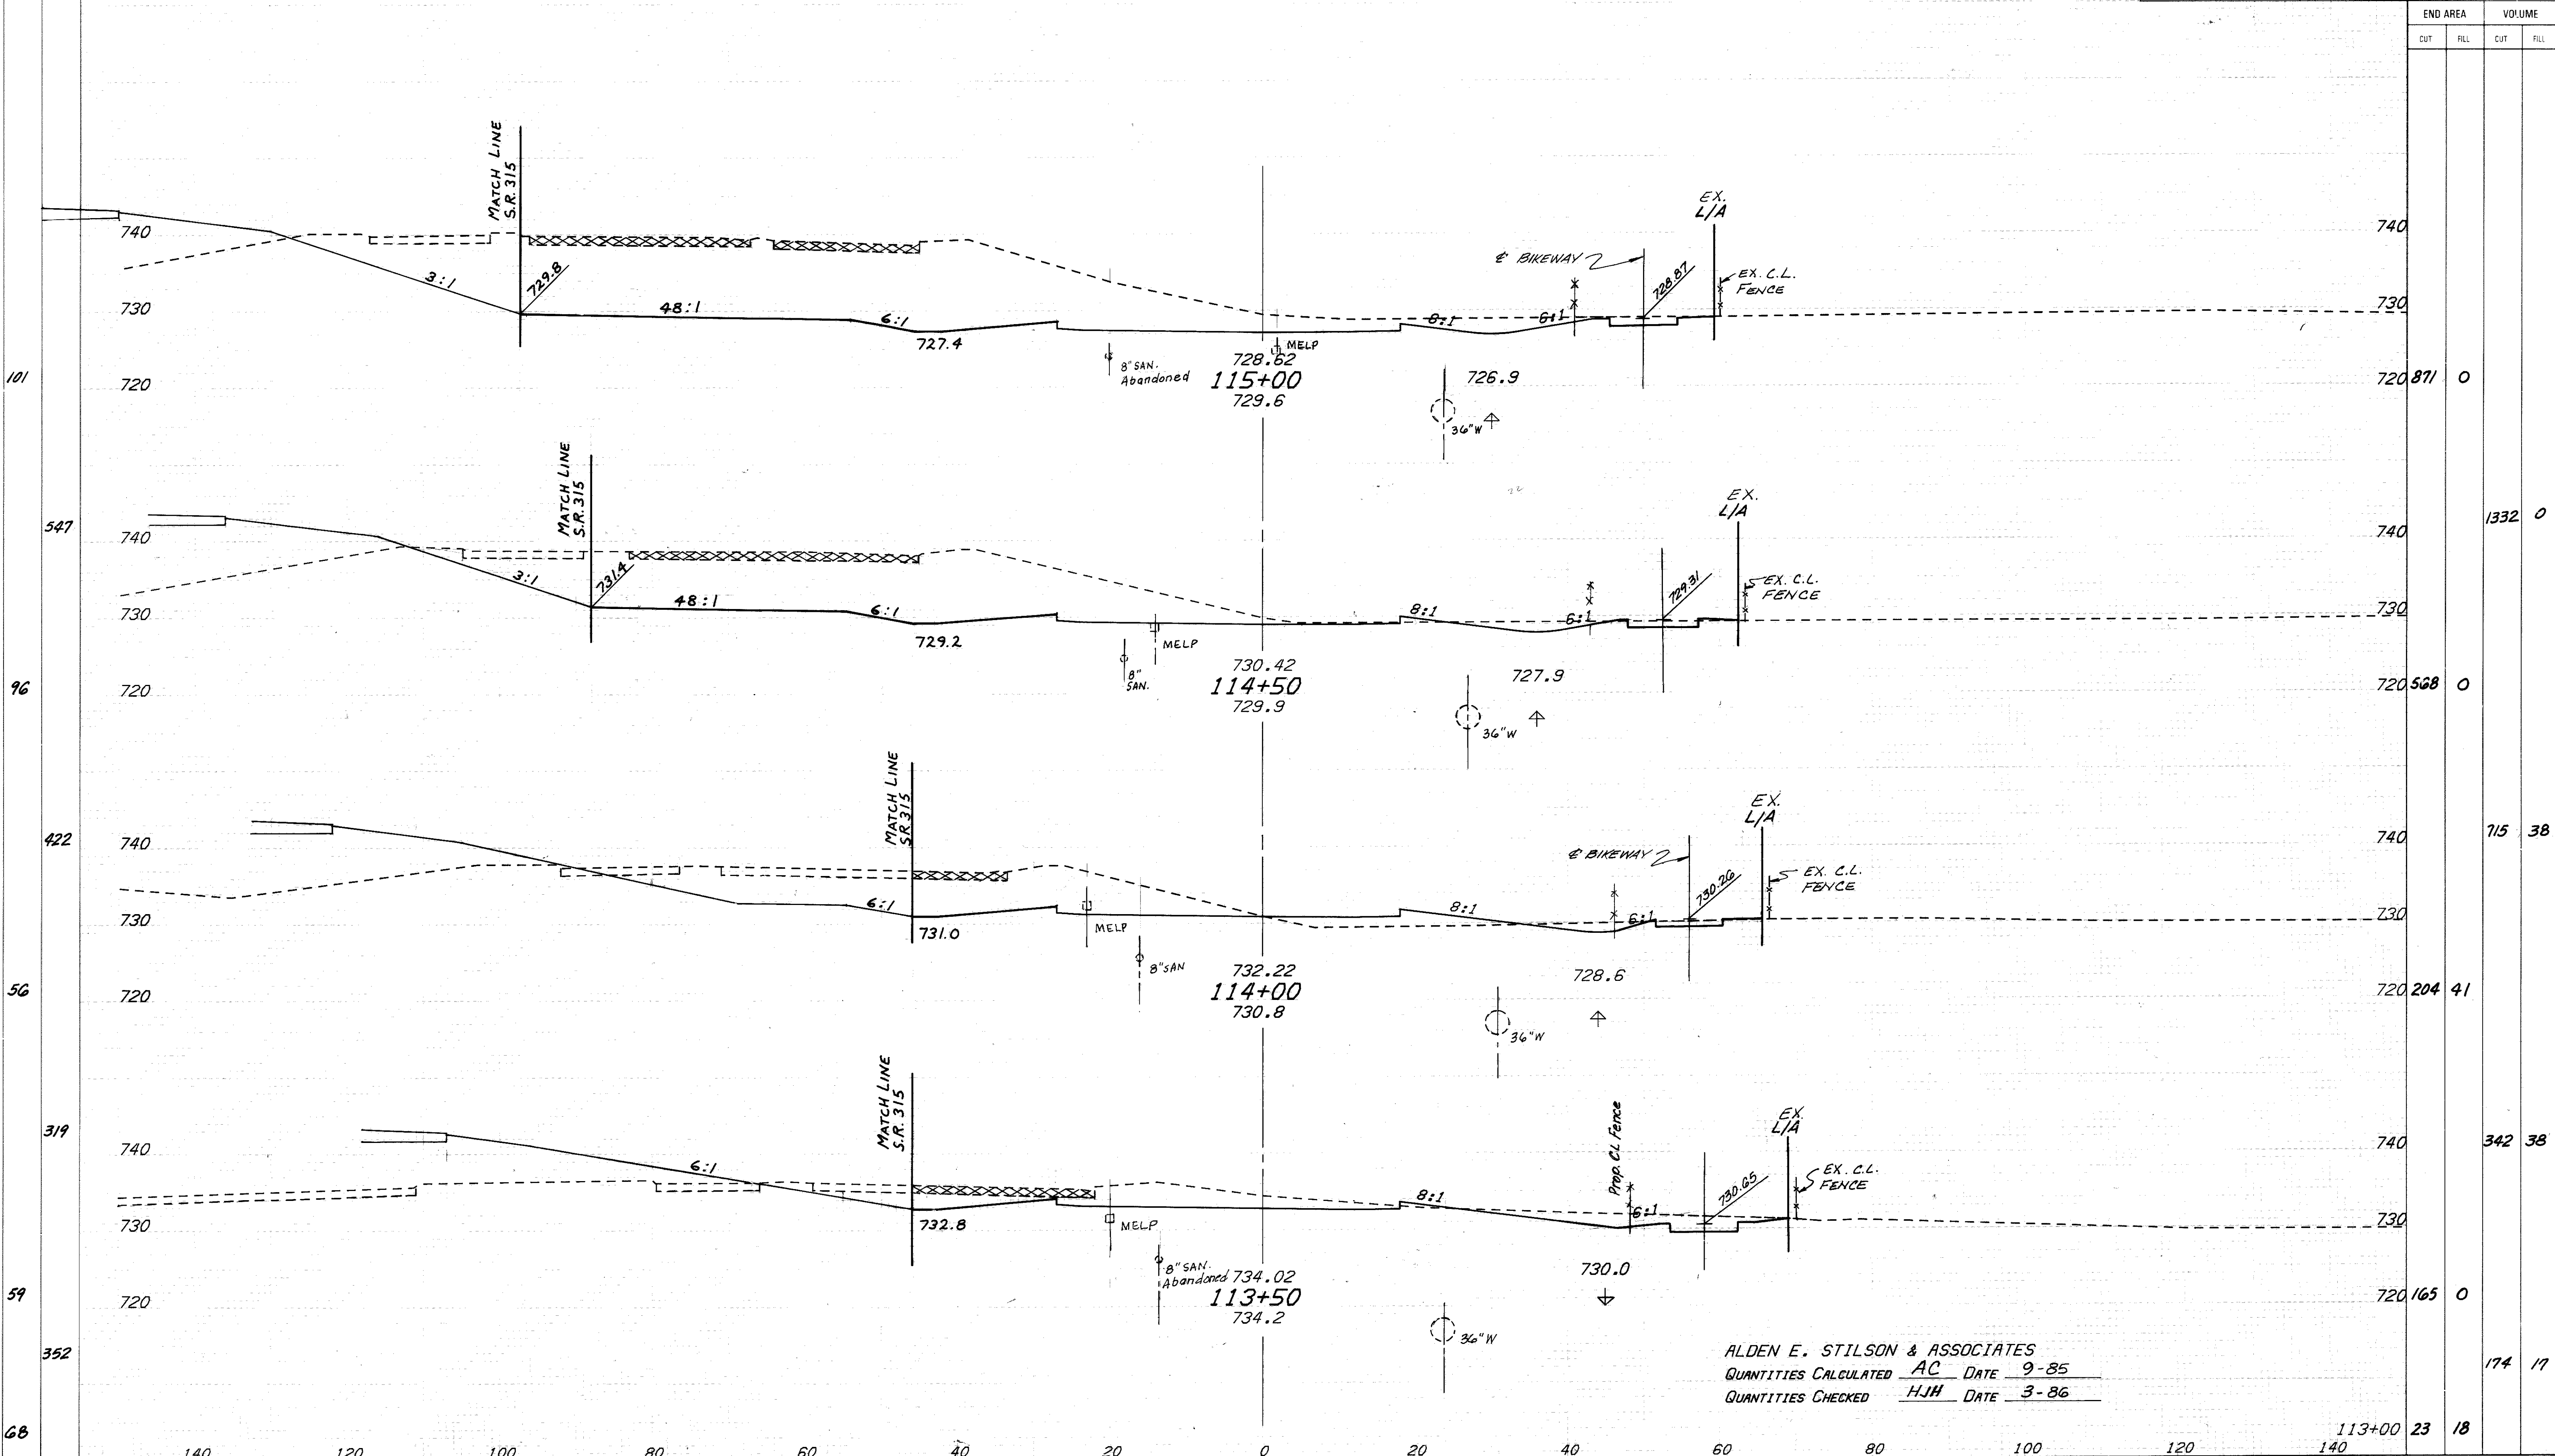 END AREA VOLUME
CUT FILL CUT FILL
MATCH LINE
S.R. 315
EX.
L/A
740
740
₠ BIKEWAY
3:1
729.8
728.87
EX. C.L.
FENCE
730
48:1
6:1
8:1
6:1
730
727.4
MELP
8" SAN.
Abandoned
728.62
115+00
729.6
726.9
101
720
720
871
0
36"W
MATCH LINE
S.R. 315
EX.
L/A
547
740
740
1332
0
3:1
731.4
729.31
EX. C.L.
FENCE
730
48:1
6:1
8:1
6:1
730
729.2
MELP
8"
SAN.
730.42
114+50
729.9
727.9
96
720
720
568
0
36"W
MATCH LINE
S.R 315
EX.
L/A
422
740
740
715
38
₠ BIKEWAY
730.26
EX. C.L.
FENCE
730
6:1
8:1
6:1
730
731.0
MELP
8" SAN
732.22
114+00
730.8
728.6
56
720
720
204
41
36"W
MATCH LINE
S.R. 315
Prop. CL Fence
EX.
L/A
319
740
740
342
38
6:1
730.65
EX. C.L.
FENCE
730
8:1
6:1
730
732.8
MELP
8" SAN.
Abandoned
734.02
113+50
734.2
730.0
59
720
720
165
0
36"W
352
174
17
ALDEN E. STILSON & ASSOCIATES
QUANTITIES CALCULATED AC DATE 9-85
QUANTITIES CHECKED HJH DATE 3-86
68
113+00
23
18
140 120 100 80 60 40 20 0 20 40 60 80 100 120 140